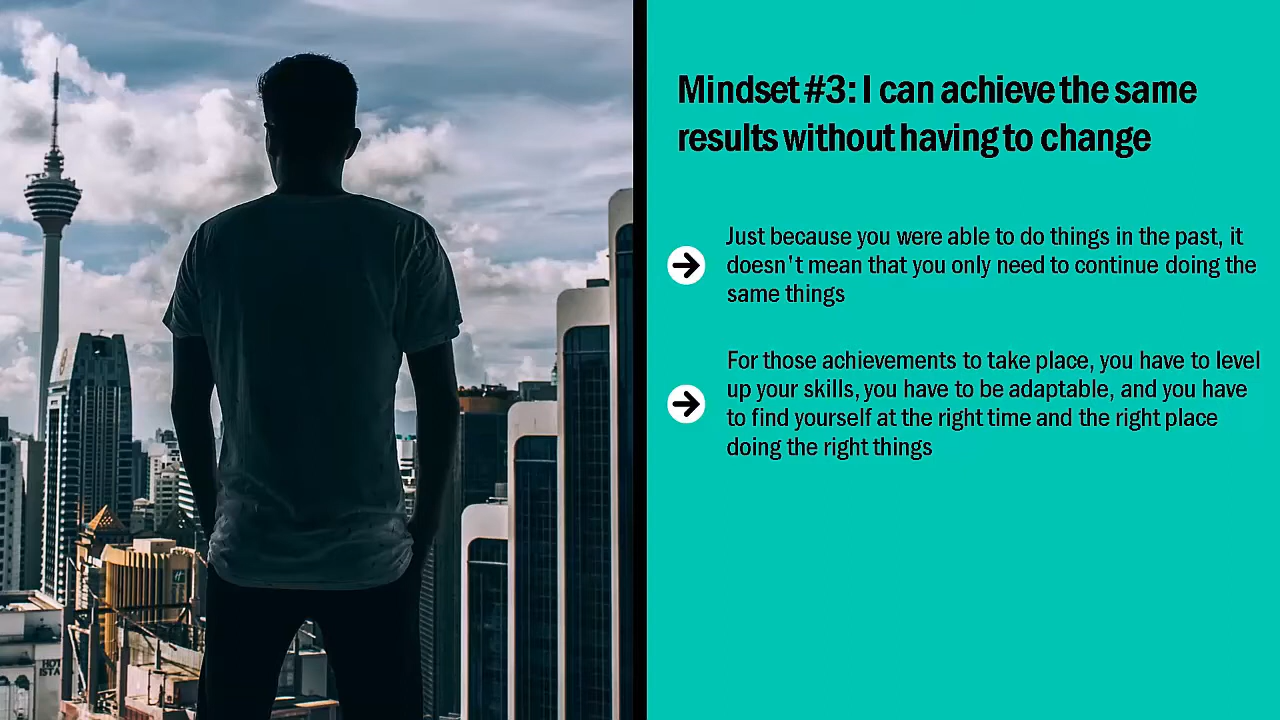 Mindset #3: I can achieve the same
results without having to change
Just because you were able to do things in the past, it
doesn't mean that you only need to continue doing the
same things
For those achievements to take place, you have to level
up your skills, you have to be adaptable, and you have
to find yourself at the right time and the right place
doing the right things